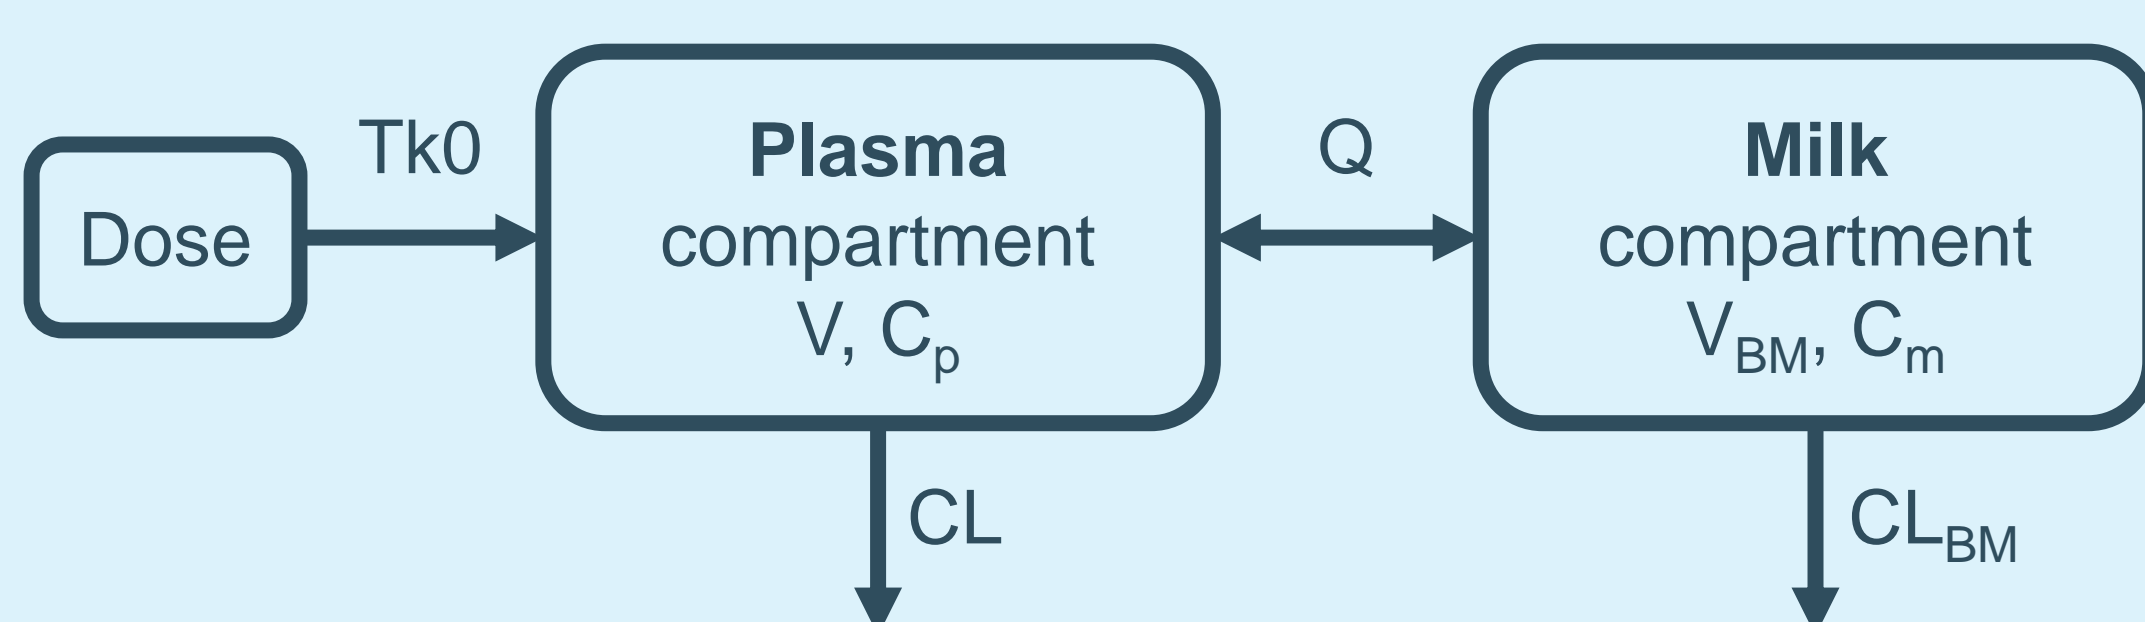 Dose
Tk0
Plasma
compartment
V, Cp
CL
Q
Milk
compartment
VBM, Cm
CLBM